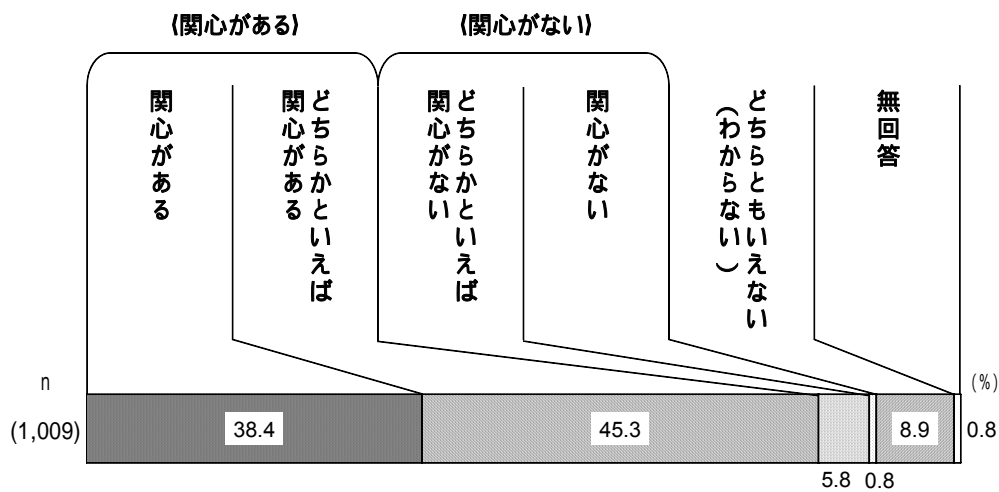 《関心がある》
《関心がない》
関心がある
どちらかといえば
関心がある
どちらかといえば
関心がない
関心がない
どちらともいえない
（わからない）
無回答
n
(%)
(1,009)
38.4
45.3
8.9
0.8
5.8
0.8